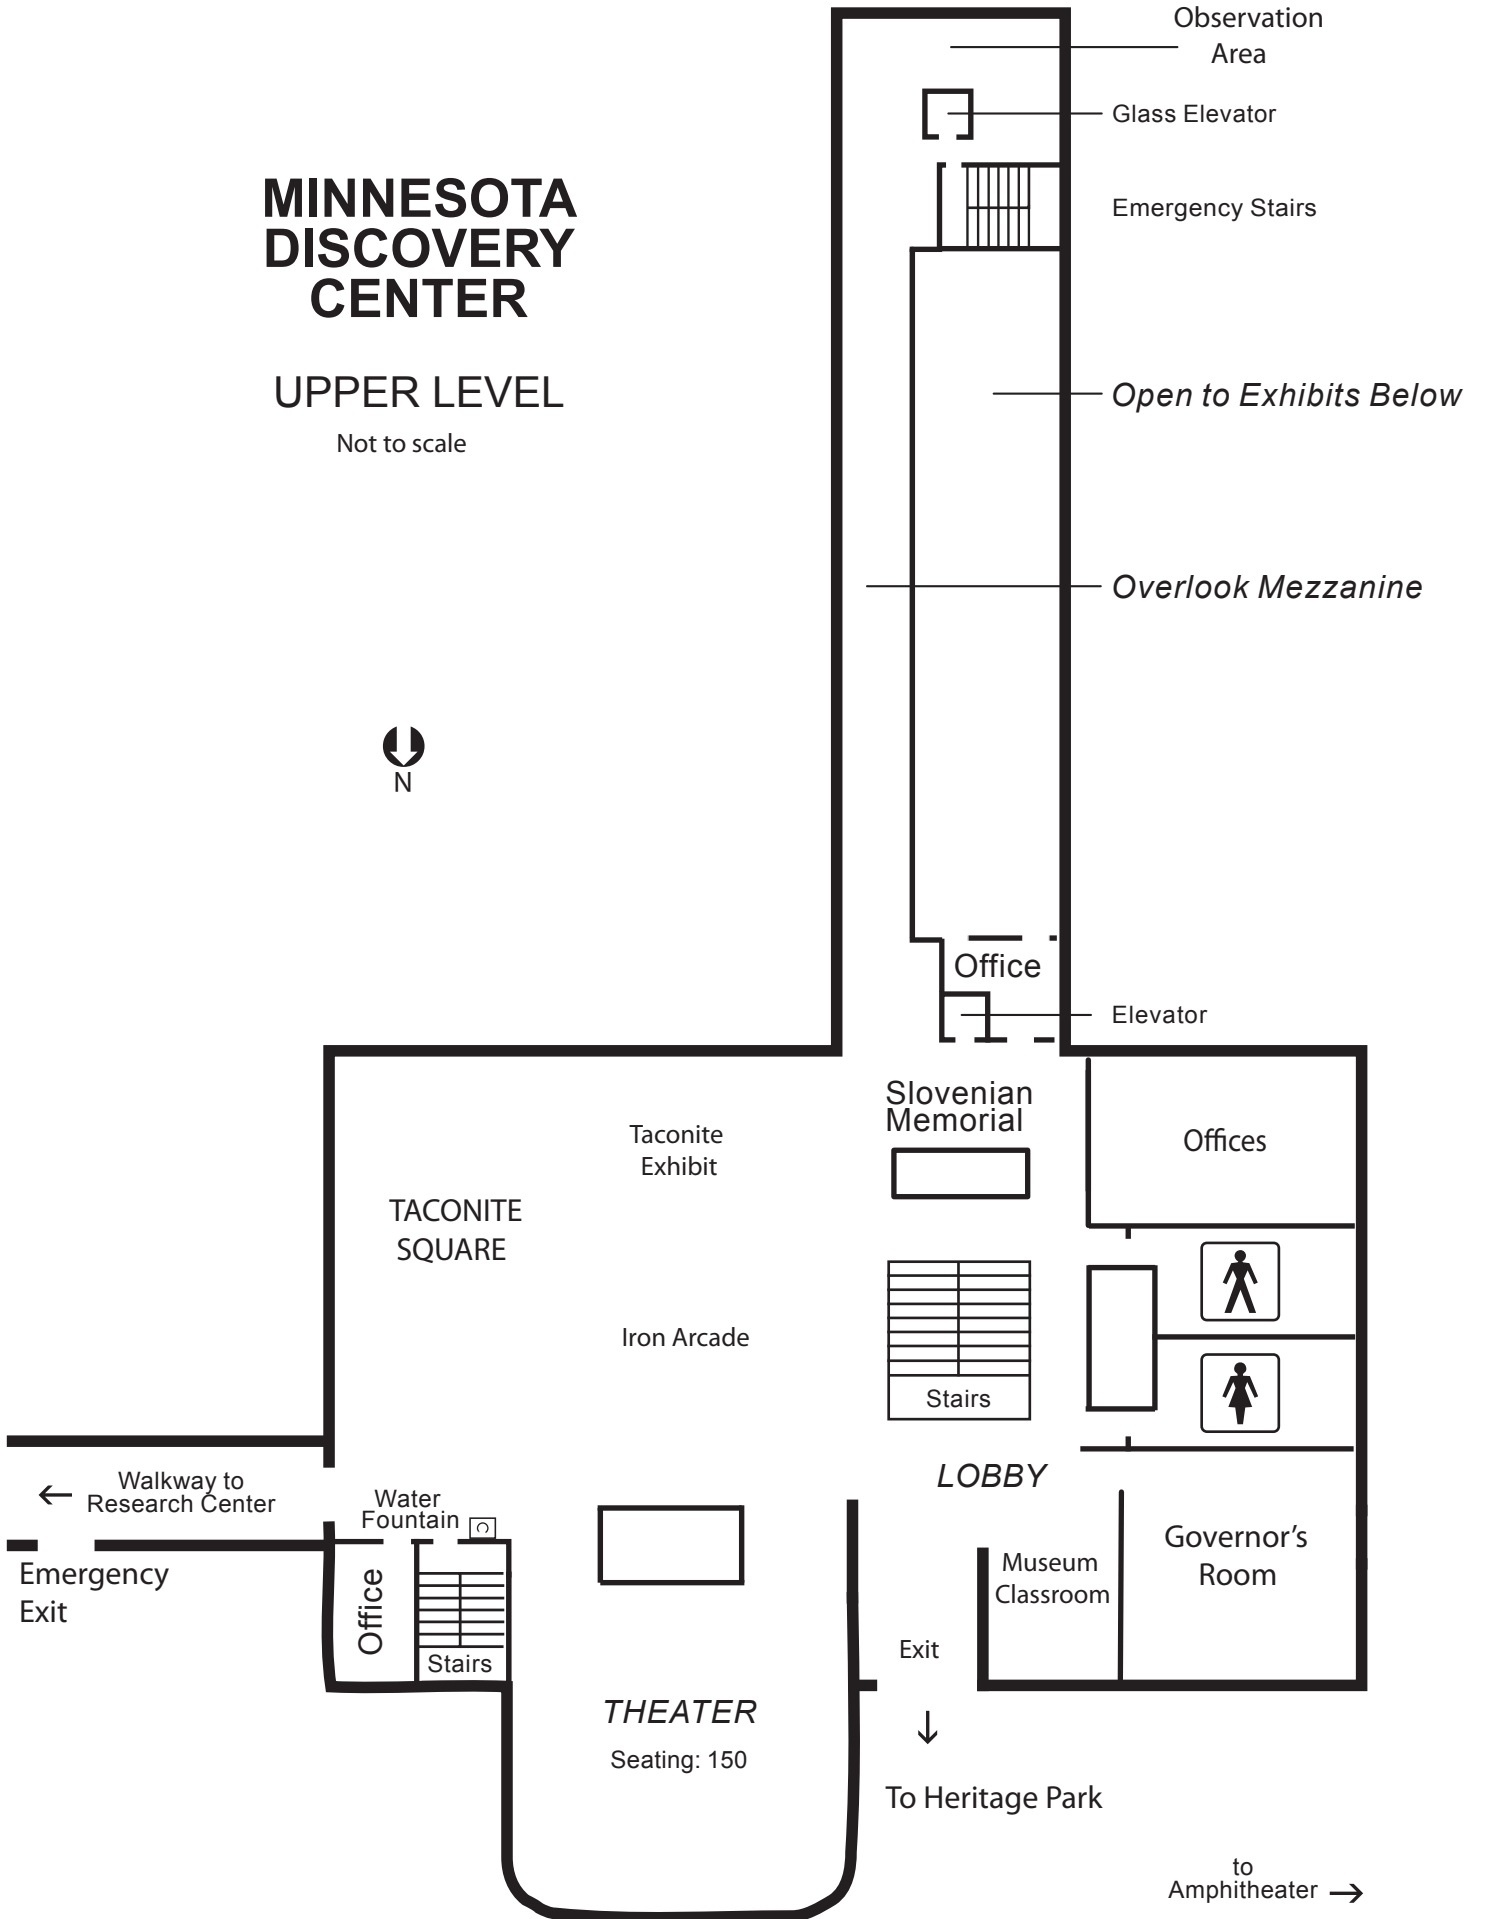 Observation
Area
Glass Elevator
MINNESOTA
DISCOVERY
CENTER
Emergency Stairs
UPPER LEVEL
Open to Exhibits Below
Not to scale
Overlook Mezzanine
N
Office
Elevator
Slovenian
Memorial
Taconite
Exhibit
Offices
TACONITE
SQUARE
Iron Arcade
Stairs
LOBBY
Walkway to
Research Center
Water
Fountain
C
Emergency
Exit
Office
Stairs
Museum
Classroom
Governor's
Room
Exit
THEATER
Seating: 150
To Heritage Park
to
Amphitheater